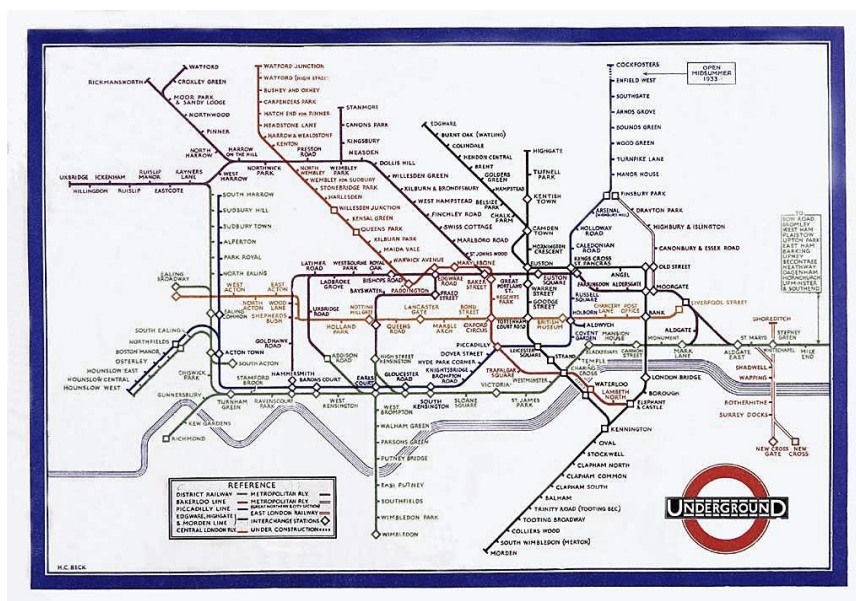 WATFORD
CROXLEY GREEN
RICKMANSWORTH
MOOR PARK
& SANDY LODGE
NORTHWOOD
PINNER
NORTH
HARROW
HARROW
ON THE HILL
WEST
HARROW
NORTHWICK
PARK
PRESTON
ROAD
WEMBLEY
PARK
NEASDEN
WATFORD JUNCTION
WATFORD (HIGH STREET)
BUSHEY AND OXHEY
CARPENDERS PARK
HATCH END FOR PINNER
HEADSTONE LANE
HARROW & WEALDSTONE
KENTON
NORTH
WEMBLEY
WEMBLEY FOR SUDBURY
STONEBRIDGE PARK
HARLESDEN
WILLESDEN JUNCTION
KENSAL GREEN
QUEENS PARK
KILBURN PARK
MAIDA VALE
WARWICK AVENUE
STANMORE
CANONS PARK
KINGSBURY
DOLLIS HILL
WILLESDEN GREEN
KILBURN & BRONDESBURY
WEST HAMPSTEAD
FINCHLEY ROAD
SWISS COTTAGE
MARLBORO ROAD
ST JOHNS WOOD
EDGWARE
BURNT OAK (WATLING)
COLINDALE
HENDON CENTRAL
BRENT
GOLDERS
GREEN
HAMPSTEAD
BELSIZE
PARK
CHALK
FARM
HIGHGATE
TUFNELL
PARK
KENTISH
TOWN
CAMDEN
TOWN
MORNINGTON
CRESCENT
EUSTON
COCKFOSTERS
OPEN
MIDSUMMER
1933
ENFIELD WEST
SOUTHGATE
ARNOS GROVE
BOUNDS GREEN
WOOD GREEN
TURNPIKE LANE
MANOR HOUSE
FINSBURY PARK
ARSENAL
(HIGHBURY HILL)
DRAYTON PARK
HOLLOWAY
ROAD
HIGHBURY & ISLINGTON
CALEDONIAN
ROAD
CANONBURY & ESSEX ROAD
KINGS CROSS
ST. PANCRAS
ANGEL
OLD STREET
FARRINGDON
ALDERSGATE
MOORGATE
LIVERPOOL STREET
TO
BOW ROAD
BROMLEY
WEST HAM
PLAISTOW
UPTON PARK
EAST HAM
BARKING
UPNEY
BECONTREE
HEATHWAY
DAGENHAM
HORNCHURCH
UPMINSTER
& SOUTHEND
UXBRIDGE
ICKENHAM
RUISLIP
MANOR
RAYNERS
LANE
HILLINGDON
RUISLIP
EASTCOTE
SOUTH HARROW
SUDBURY HILL
SUDBURY TOWN
ALPERTON
PARK ROYAL
NORTH EALING
EALING
BROADWAY
WEST
ACTON
EAST
ACTON
NORTH
ACTON
WOOD
LANE
SHEPHERDS
BUSH
EALING
COMMON
LATIMER
ROAD
WESTBOURNE
PARK
ROYAL
OAK
LADBROKE
GROVE
BISHOPS ROAD
BAYSWATER
PADDINGTON
EDGWARE
ROAD
PRAED
STREET
MARYLEBONE
BAKER
STREET
GREAT
PORTLAND
ST.
REGENTS
PARK
EUSTON
SQUARE
WARREN
ST.
GOODGE
STREET
RUSSELL
SQUARE
UXBRIDGE
ROAD
HOLLAND
PARK
NOTTING
HILL GATE
QUEENS
ROAD
LANCASTER
GATE
MARBLE
ARCH
BOND
STREET
OXFORD
CIRCUS
TOTTENHAM
COURT ROAD
BRITISH
MUSEUM
HOLBORN
CHANCERY
LANE
POST
OFFICE
BANK
ALDWYCH
COVENT
GARDEN
MANSION
HOUSE
MONUMENT
ALDGATE
SHOREDITCH
ST MARYS
STEPNEY
GREEN
WHITECHAPEL
MILE
END
ALDGATE
EAST
MARK
LANE
CANNON
STREET
BLACKFRIARS
TEMPLE
STRAND
LEICESTER
SQUARE
PICCADILLY
DOVER STREET
HYDE PARK CORNER
KNIGHTSBRIDGE
BROMPTON
ROAD
TRAFALGAR
SQUARE
CHARING
CROSS
WESTMINSTER
WATERLOO
LAMBETH
NORTH
ELEPHANT
& CASTLE
LONDON BRIDGE
BOROUGH
KENNINGTON
SHADWELL
WAPPING
ROTHERHITHE
SURREY DOCKS
NEW CROSS
GATE
NEW
CROSS
SOUTH EALING
NORTHFIELDS
BOSTON MANOR
OSTERLEY
HOUNSLOW EAST
HOUNSLOW CENTRAL
HOUNSLOW WEST
ACTON TOWN
SOUTH ACTON
CHISWICK
PARK
GOLDHAWK
ROAD
HAMMERSMITH
STAMFORD
BROOK
BARONS COURT
ADDISON
ROAD
HIGH STREET
KENSINGTON
EARLS
COURT
GLOUCESTER
ROAD
GUNNERSBURY
TURNHAM
GREEN
RAVENSCOURT
PARK
WEST
KENSINGTON
SOUTH
KENSINGTON
SLOANE
SQUARE
VICTORIA
ST. JAMES
PARK
KEW GARDENS
RICHMOND
WEST
BROMPTON
WALHAM GREEN
PARSONS GREEN
PUTNEY BRIDGE
EAST PUTNEY
SOUTHFIELDS
WIMBLEDON PARK
WIMBLEDON
OVAL
STOCKWELL
CLAPHAM NORTH
CLAPHAM COMMON
CLAPHAM SOUTH
BALHAM
TRINITY ROAD (TOOTING BEC)
TOOTING BROADWAY
COLLIERS WOOD
SOUTH WIMBLEDON (MERTON)
MORDEN
REFERENCE
DISTRICT RAILWAY
BAKERLOO LINE
PICCADILLY LINE
EDGWARE, HIGHGATE
& MORDEN LINE
CENTRAL LONDON RLY.
METROPOLITAN RLY.
METROPOLITAN RLY.
(GREAT NORTHERN & CITY SECTION)
EAST LONDON RAILWAY
INTERCHANGE STATIONS
UNDER CONSTRUCTION
UNDERGROUND
H.C. BECK